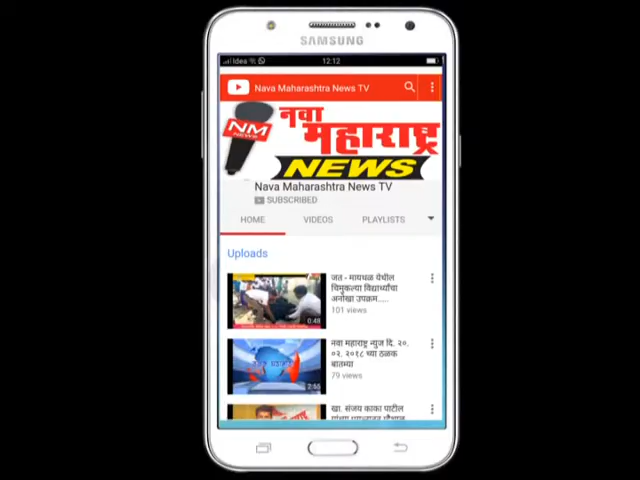 SAMSUNG
Idea
12:12
Nava Maharashtra News TV
नवा
महाराष्ट्र
NM
NEWS
NEWS
Nava Maharashtra News TV
SUBSCRIBED
HOME VIDEOS PLAYLISTS
Uploads
जत - मायथळ येथील
चिमुकल्या विद्यार्थ्यांचा
अनोखा उपक्रम.....
101 views
0:48
नवा महाराष्ट्र न्युज दि. २०.
०२. २०१८ च्या ठळक
बातम्या
79 views
2:55
खा. संजय काका पाटील